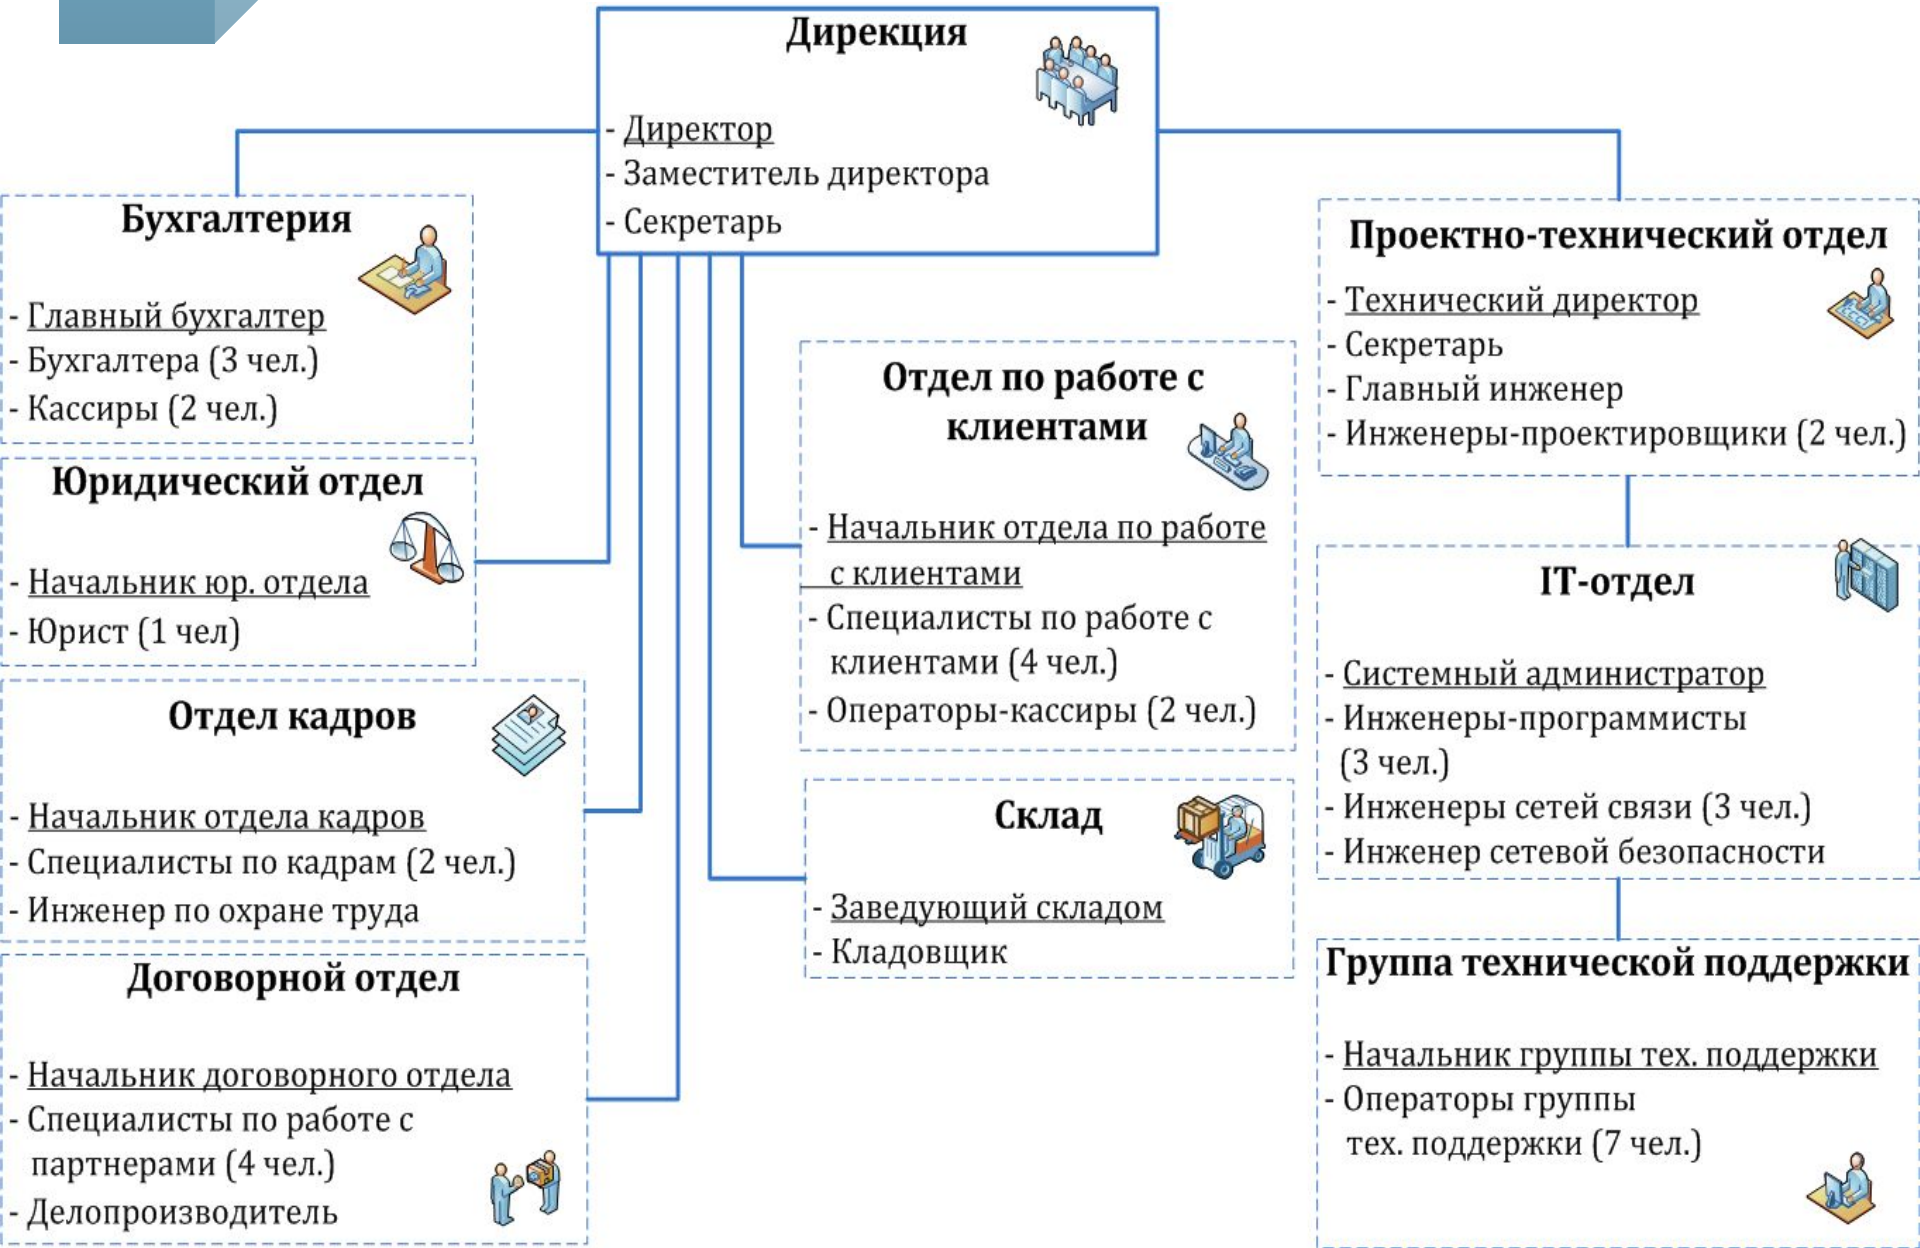 Дирекция
- Директор
- Заместитель директора
- Секретарь
Бухгалтерия
- Главный бухгалтер
- Бухгалтера (3 чел.)
- Кассиры (2 чел.)
Юридический отдел
- Начальник юр. отдела
- Юрист (1 чел)
Отдел кадров
- Начальник отдела кадров
- Специалисты по кадрам (2 чел.)
- Инженер по охране труда
Договорной отдел
- Начальник договорного отдела
- Специалисты по работе с
партнерами (4 чел.)
- Делопроизводитель
Отдел по работе с
клиентами
- Начальник отдела по работе
с клиентами
- Специалисты по работе с
клиентами (4 чел.)
- Операторы-кассиры (2 чел.)
Склад
- Заведующий складом
- Кладовщик
Проектно-технический отдел
- Технический директор
- Секретарь
- Главный инженер
- Инженеры-проектировщики (2 чел.)
IT-отдел
- Системный администратор
- Инженеры-программисты
(3 чел.)
- Инженеры сетей связи (3 чел.)
- Инженер сетевой безопасности
Группа технической поддержки
- Начальник группы тех. поддержки
- Операторы группы
тех. поддержки (7 чел.)